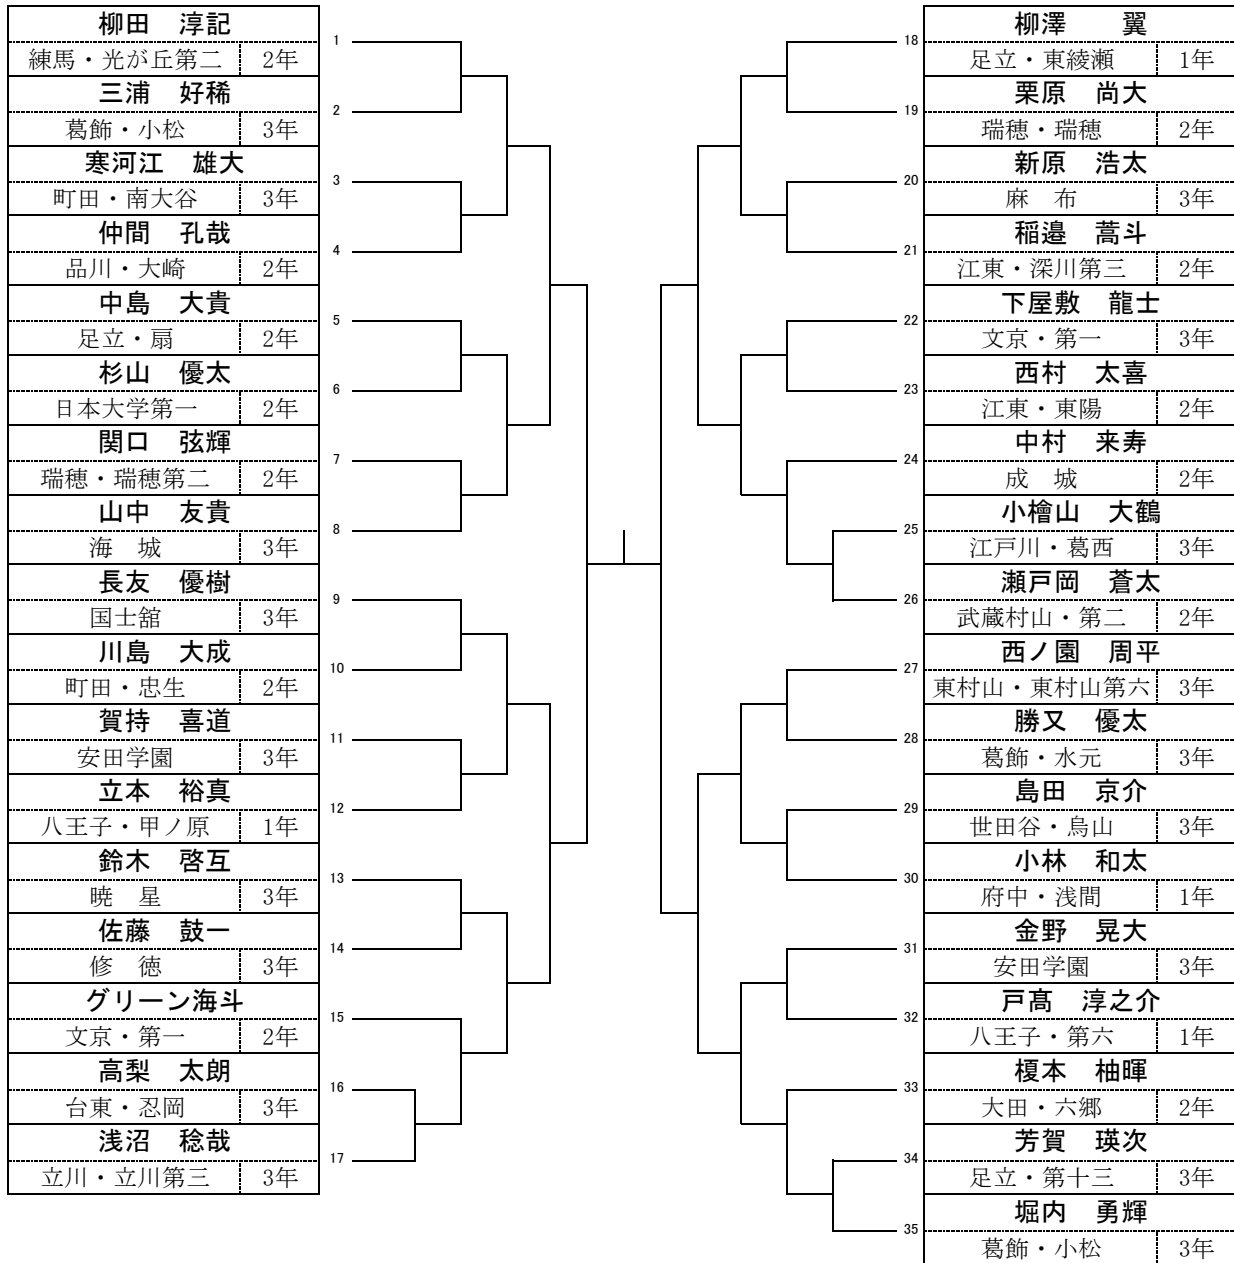 柳田　淳記
1
練馬・光が丘第二 2年
三浦　好稀
2
葛飾・小松 3年
寒河江　雄大
3
町田・南大谷 3年
仲間　孔哉
4
品川・大崎 2年
中島　大貴
5
足立・扇 2年
杉山　優太
6
日本大学第一 2年
関口　弦輝
7
瑞穂・瑞穂第二 2年
山中　友貴
8
海　城 3年
長友　優樹
9
国士舘 3年
川島　大成
10
町田・忠生 2年
賀持　喜道
11
安田学園 3年
立本　裕真
12
八王子・甲ノ原 1年
鈴木　啓互
13
暁　星 3年
佐藤　鼓一
14
修　徳 3年
グリーン海斗
15
文京・第一 2年
高梨　太朗
16
台東・忍岡 3年
浅沼　稔哉
17
立川・立川第三 3年
柳澤　　翼
18
足立・東綾瀬 1年
栗原　尚大
19
瑞穂・瑞穂 2年
新原　浩太
20
麻　布 3年
稲邉　蒿斗
21
江東・深川第三 2年
下屋敷　龍士
22
文京・第一 3年
西村　太喜
23
江東・東陽 2年
中村　来寿
24
成　城 2年
小檜山　大鶴
25
江戸川・葛西 3年
瀬戸岡　蒼太
26
武蔵村山・第二 2年
西ノ園　周平
27
東村山・東村山第六 3年
勝又　優太
28
葛飾・水元 3年
島田　京介
29
世田谷・烏山 3年
小林　和太
30
府中・浅間 1年
金野　晃大
31
安田学園 3年
戸髙　淳之介
32
八王子・第六 1年
榎本　柚暉
33
大田・六郷 2年
芳賀　瑛次
34
足立・第十三 3年
堀内　勇輝
35
葛飾・小松 3年